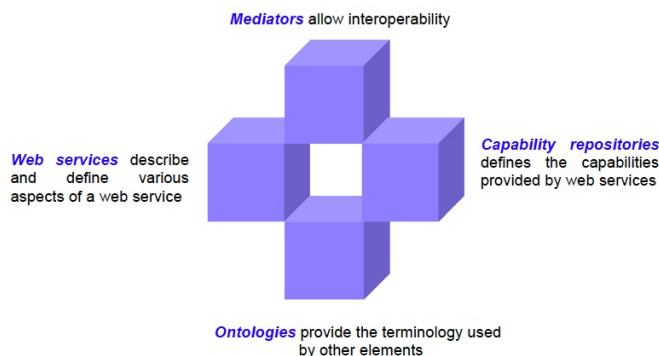 Mediators allow interoperability
Web services describe
and define various
aspects of a web service
Capability repositories
defines the capabilities
provided by web services
Ontologies provide the terminology used
by other elements